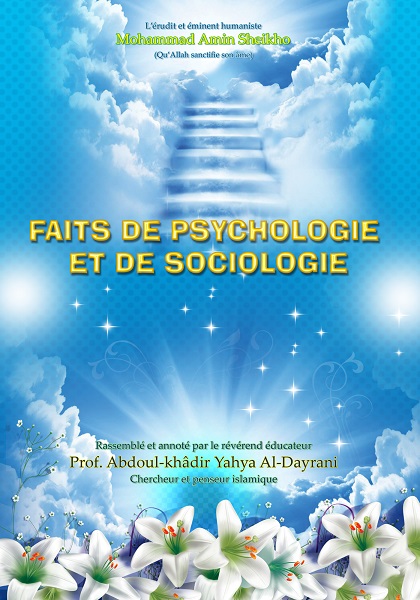 L'érudit et éminent humaniste
Mohammad Amin Sheikho
(Qu'Allah sanctifie son âme)
FAITS DE PSYCHOLOGIE
ET DE SOCIOLOGIE
Rassemblé et annoté par le révérend éducateur
Prof. Abdoul-khâdir Yahya Al-Dayrani
Chercheur et penseur islamique